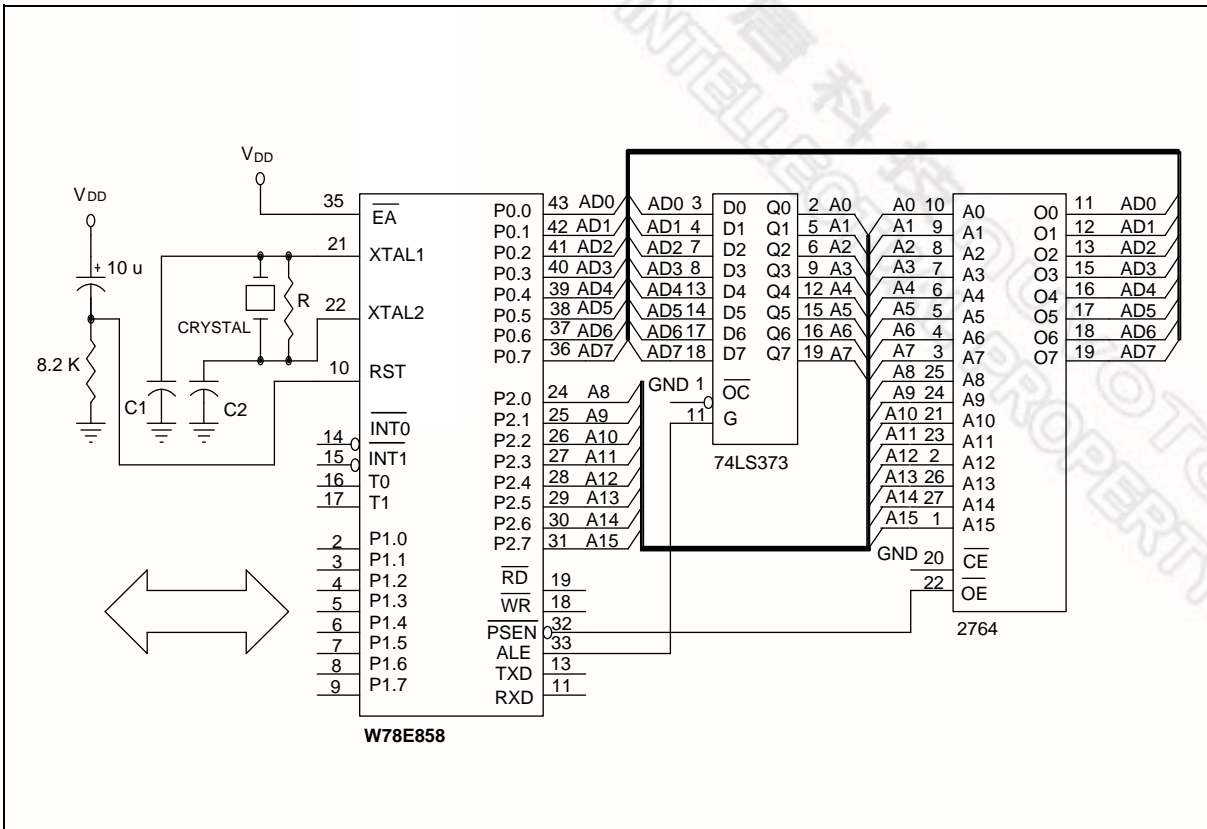 唐科技
INTELLECTUAL PROPERTY
VDD
VDD
10 u
8.2 K
C1
C2
CRYSTAL
R
35 EA
21 XTAL1
22 XTAL2
10 RST
14 INT0
15 INT1
16 T0
17 T1
2 P1.0
3 P1.1
4 P1.2
5 P1.3
6 P1.4
7 P1.5
8 P1.6
9 P1.7
P0.0 43 AD0
P0.1 42 AD1
P0.2 41 AD2
P0.3 40 AD3
P0.4 39 AD4
P0.5 38 AD5
P0.6 37 AD6
P0.7 36 AD7
P2.0 24 A8
P2.1 25 A9
P2.2 26 A10
P2.3 27 A11
P2.4 28 A12
P2.5 29 A13
P2.6 30 A14
P2.7 31 A15
RD 19
WR 18
PSEN 32
ALE 33
TXD 13
RXD 11
W78E858
AD0 3 D0 Q0 2 A0
AD1 4 D1 Q1 5 A1
AD2 7 D2 Q2 6 A2
AD3 8 D3 Q3 9 A3
AD4 13 D4 Q4 12 A4
AD5 14 D5 Q5 15 A5
AD6 17 D6 Q6 16 A6
AD7 18 D7 Q7 19 A7
GND 1 OC
11 G
74LS373
A0 10 A0 O0 11 AD0
A1 9 A1 O1 12 AD1
A2 8 A2 O2 13 AD2
A3 7 A3 O3 15 AD3
A4 6 A4 O4 16 AD4
A5 5 A5 O5 17 AD5
A6 4 A6 O6 18 AD6
A7 3 A7 O7 19 AD7
A8 25 A8
A9 24 A9
A10 21 A10
A11 23 A11
A12 2 A12
A13 26 A13
A14 27 A14
A15 1 A15
GND 20 CE
22 OE
2764